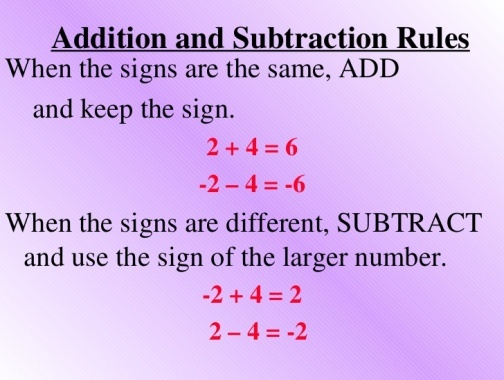 Addition and Subtraction Rules
When the signs are the same, ADD
and keep the sign.
2 + 4 = 6
-2 – 4 = -6
When the signs are different, SUBTRACT
and use the sign of the larger number.
-2 + 4 = 2
2 – 4 = -2